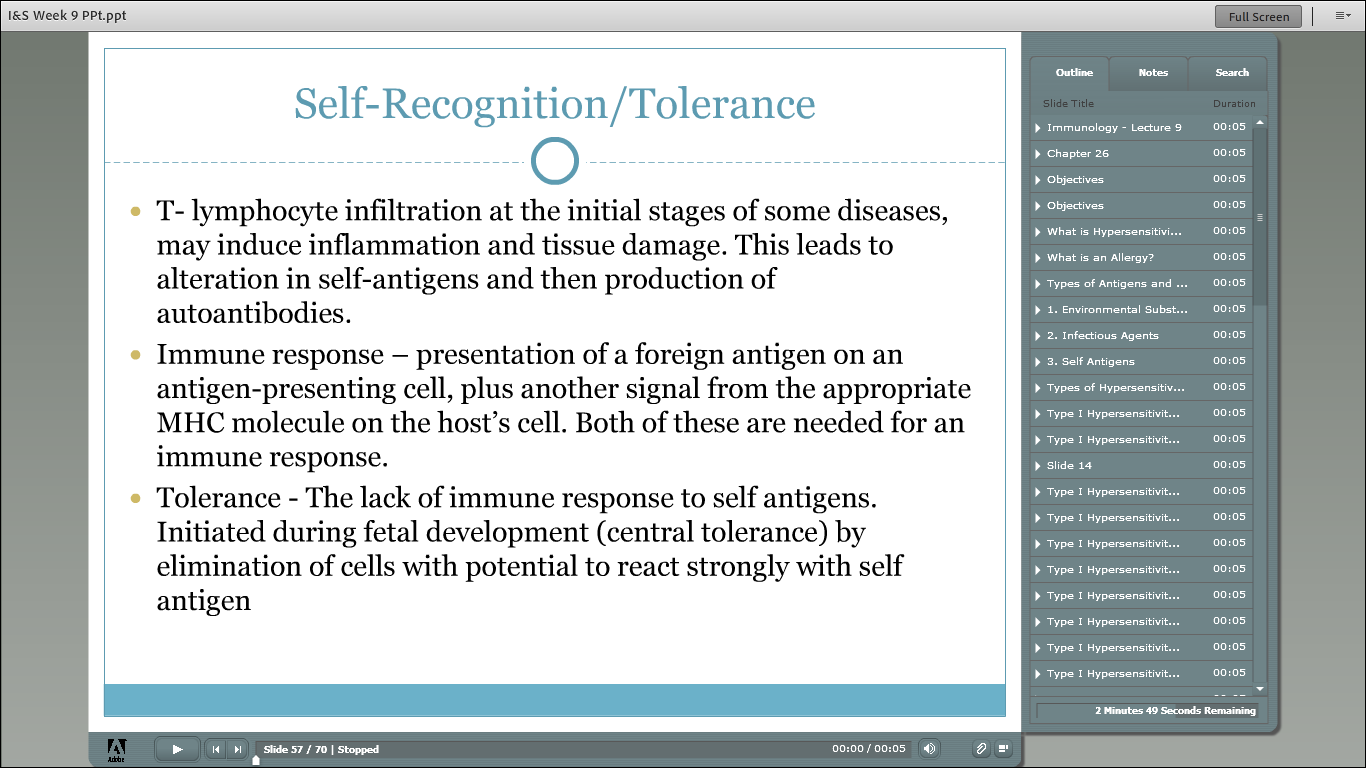 I&S Week 9 PPt.ppt
Full Screen
Self-Recognition/Tolerance
• T- lymphocyte infiltration at the initial stages of some diseases,
may induce inflammation and tissue damage. This leads to
alteration in self-antigens and then production of
autoantibodies.
• Immune response – presentation of a foreign antigen on an
antigen-presenting cell, plus another signal from the appropriate
MHC molecule on the host’s cell. Both of these are needed for an
immune response.
• Tolerance - The lack of immune response to self antigens.
Initiated during fetal development (central tolerance) by
elimination of cells with potential to react strongly with self
antigen
Outline Notes Search
Slide Title Duration
Immunology - Lecture 9 00:05
Chapter 26 00:05
Objectives 00:05
Objectives 00:05
What is Hypersensitivi... 00:05
What is an Allergy? 00:05
Types of Antigens and ... 00:05
1. Environmental Subst... 00:05
2. Infectious Agents 00:05
3. Self Antigens 00:05
Types of Hypersensitiv... 00:05
Type I Hypersensitivit... 00:05
Type I Hypersensitivit... 00:05
Slide 14 00:05
Type I Hypersensitivit... 00:05
Type I Hypersensitivit... 00:05
Type I Hypersensitivit... 00:05
Type I Hypersensitivit... 00:05
Type I Hypersensitivit... 00:05
Type I Hypersensitivit... 00:05
Type I Hypersensitivit... 00:05
Type I Hypersensitivit... 00:05
2 Minutes 49 Seconds Remaining
Adobe
Slide 57 / 70 | Stopped
00:00 / 00:05